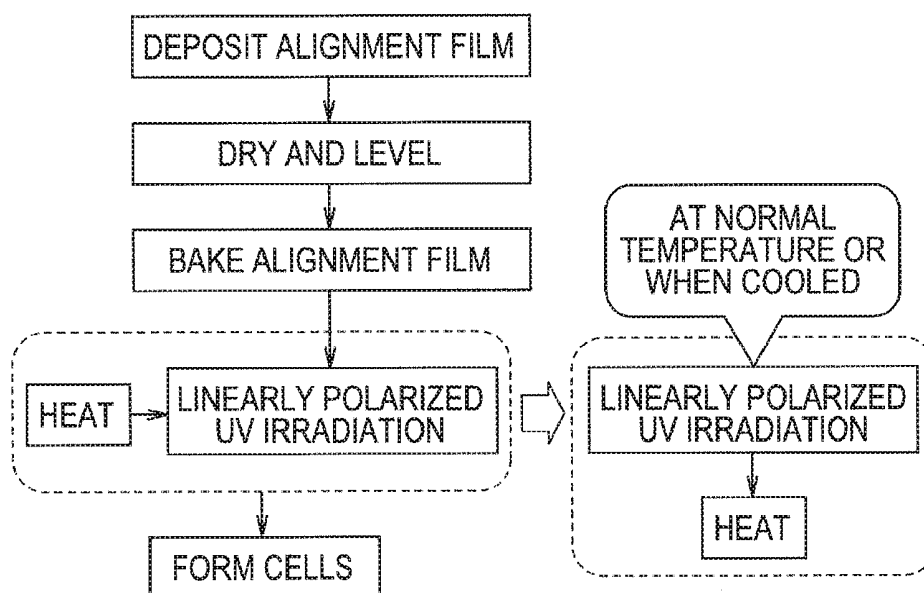 DEPOSIT ALIGNMENT FILM
DRY AND LEVEL
BAKE ALIGNMENT FILM
AT NORMAL
TEMPERATURE OR
WHEN COOLED
HEAT
LINEARLY POLARIZED
UV IRRADIATION
LINEARLY POLARIZED
UV IRRADIATION
HEAT
FORM CELLS